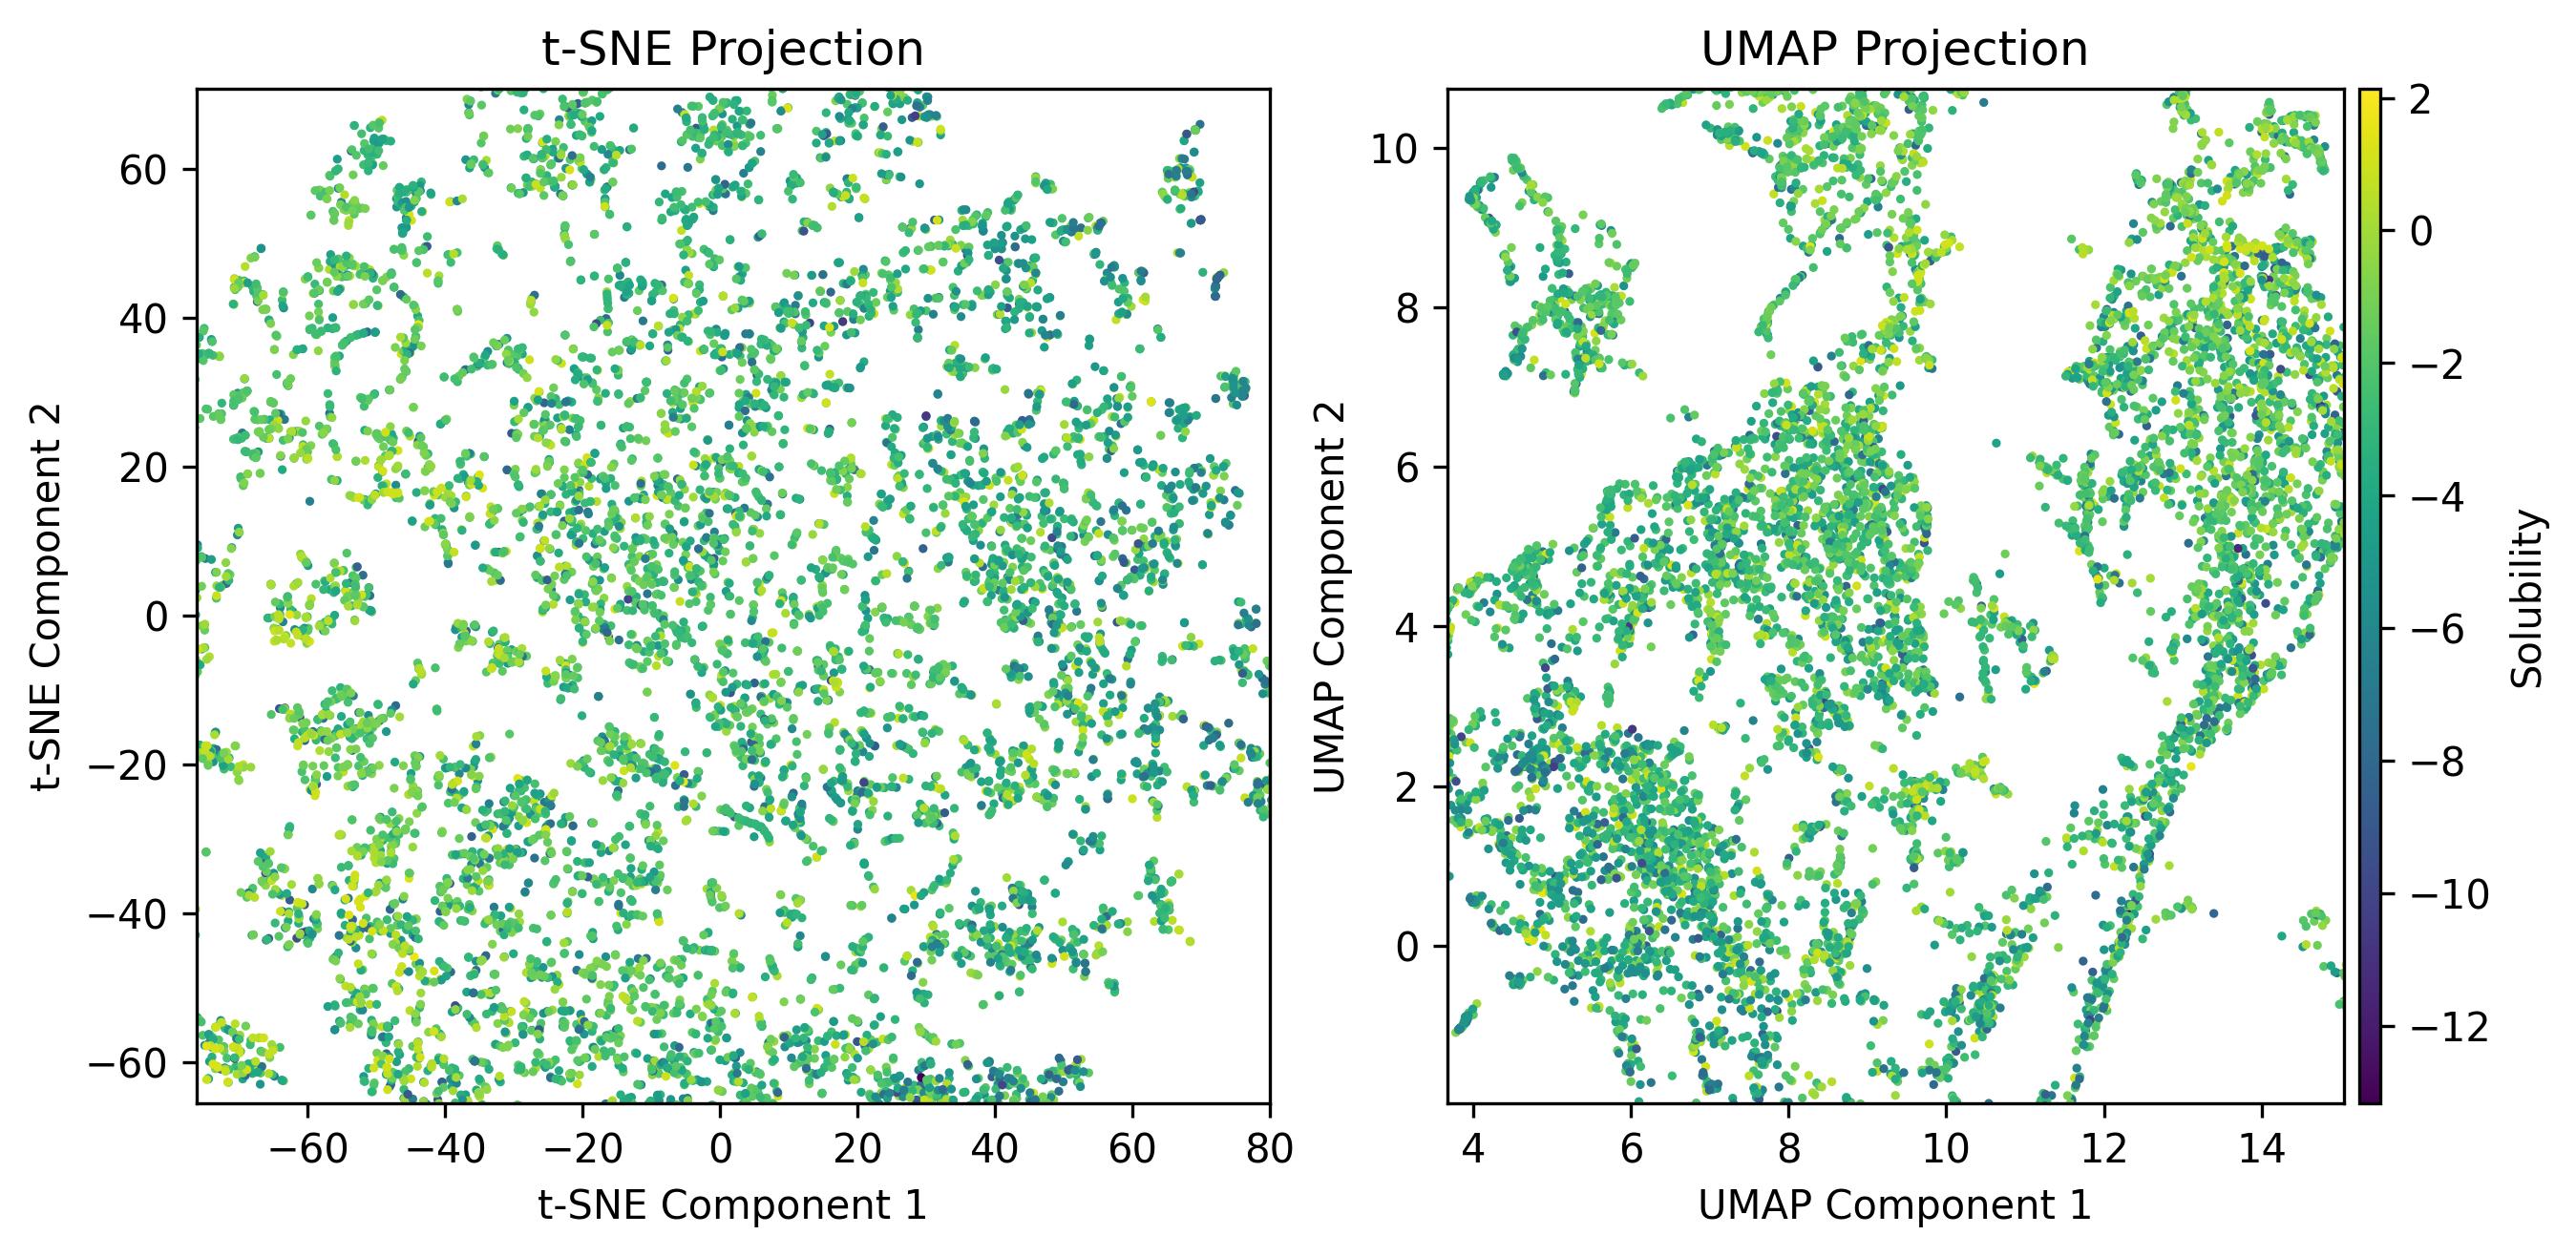 t-SNE Projection
t-SNE Component 2
60
40
20
0
−20
−40
−60
−60 −40 −20 0 20 40 60 80
t-SNE Component 1
UMAP Projection
UMAP Component 2
10
8
6
4
2
0
4 6 8 10 12 14
UMAP Component 1
2
0
−2
−4
−6
−8
−10
−12
Solubility